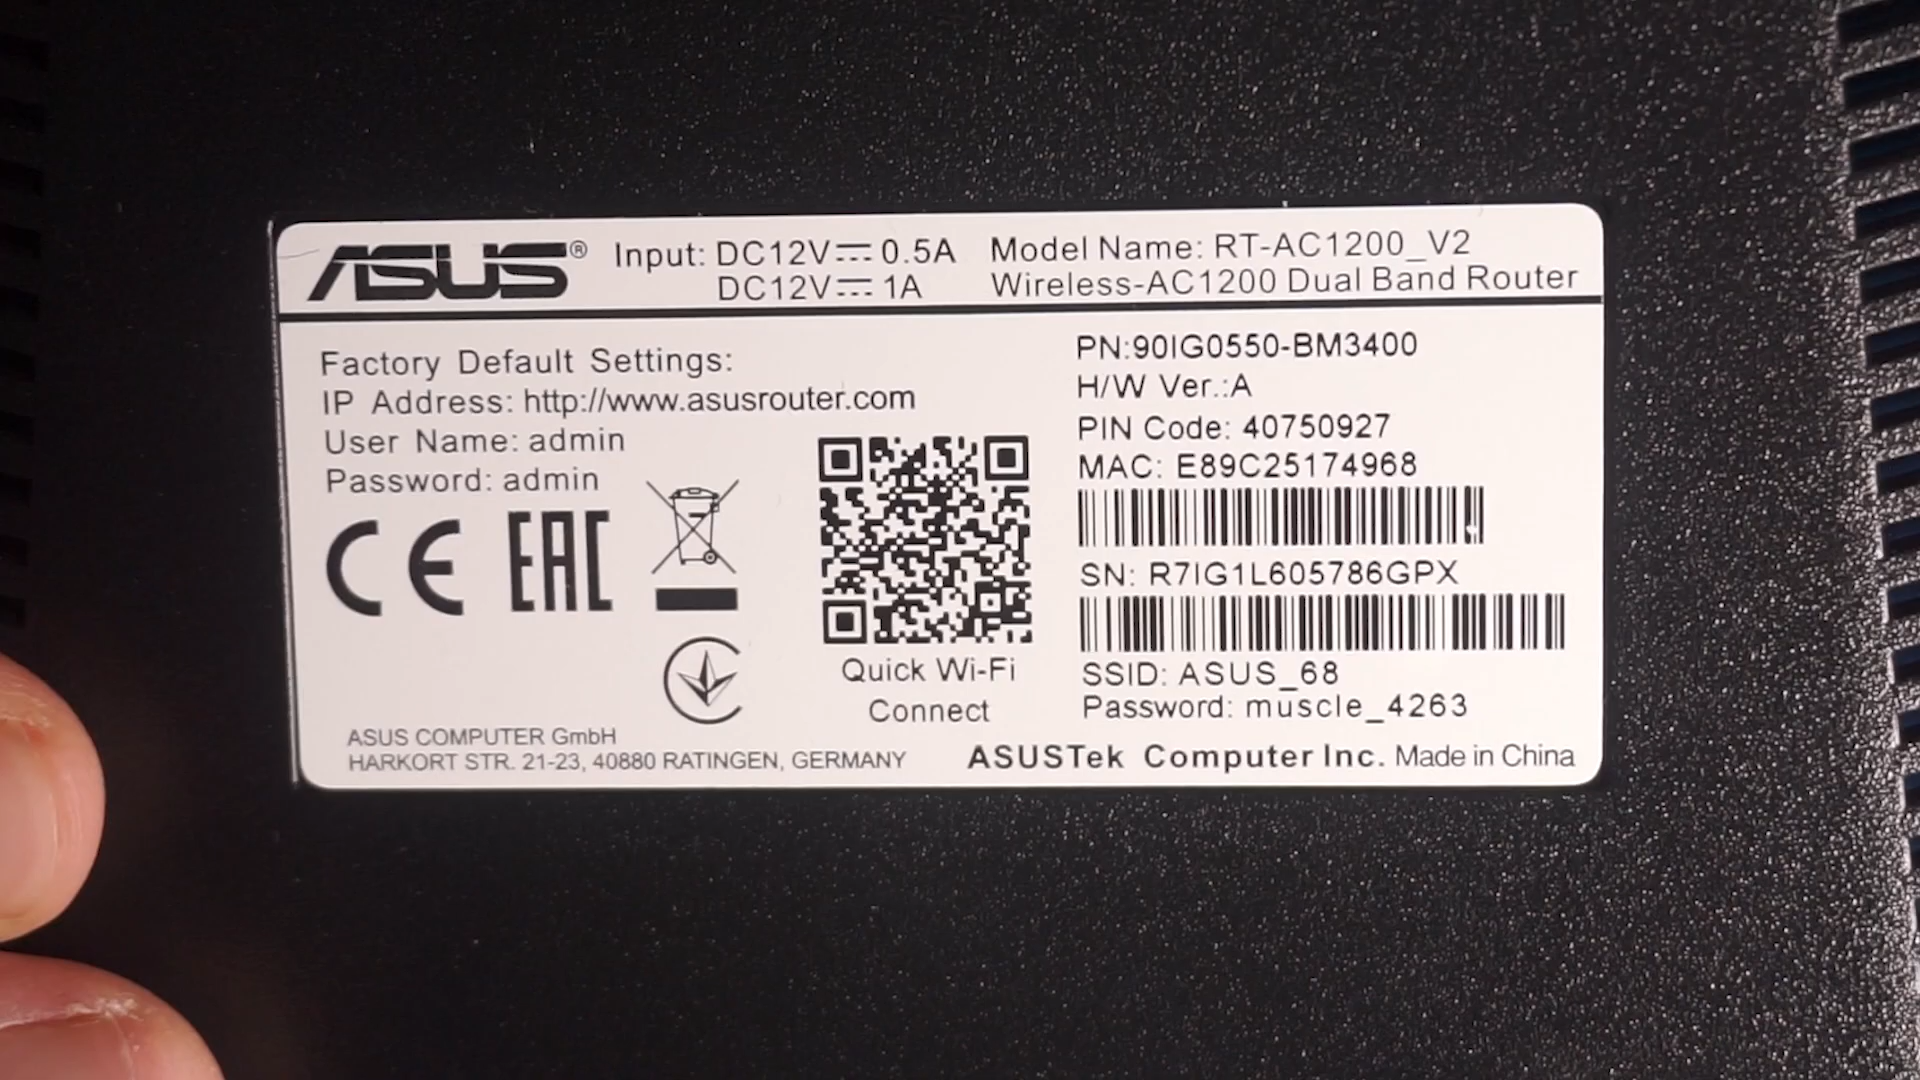 ASUS® Input: DC12V⎓0.5A Model Name: RT-AC1200_V2
DC12V⎓1A Wireless-AC1200 Dual Band Router
Factory Default Settings:
IP Address: http://www.asusrouter.com
User Name: admin
Password: admin
CE EAC
Quick Wi-Fi
Connect
PN:90IG0550-BM3400
H/W Ver.:A
PIN Code: 40750927
MAC: E89C25174968
SN: R7IG1L605786GPX
SSID: ASUS_68
Password: muscle_4263
ASUS COMPUTER GmbH
HARKORT STR. 21-23, 40880 RATINGEN, GERMANY
ASUSTek Computer Inc. Made in China